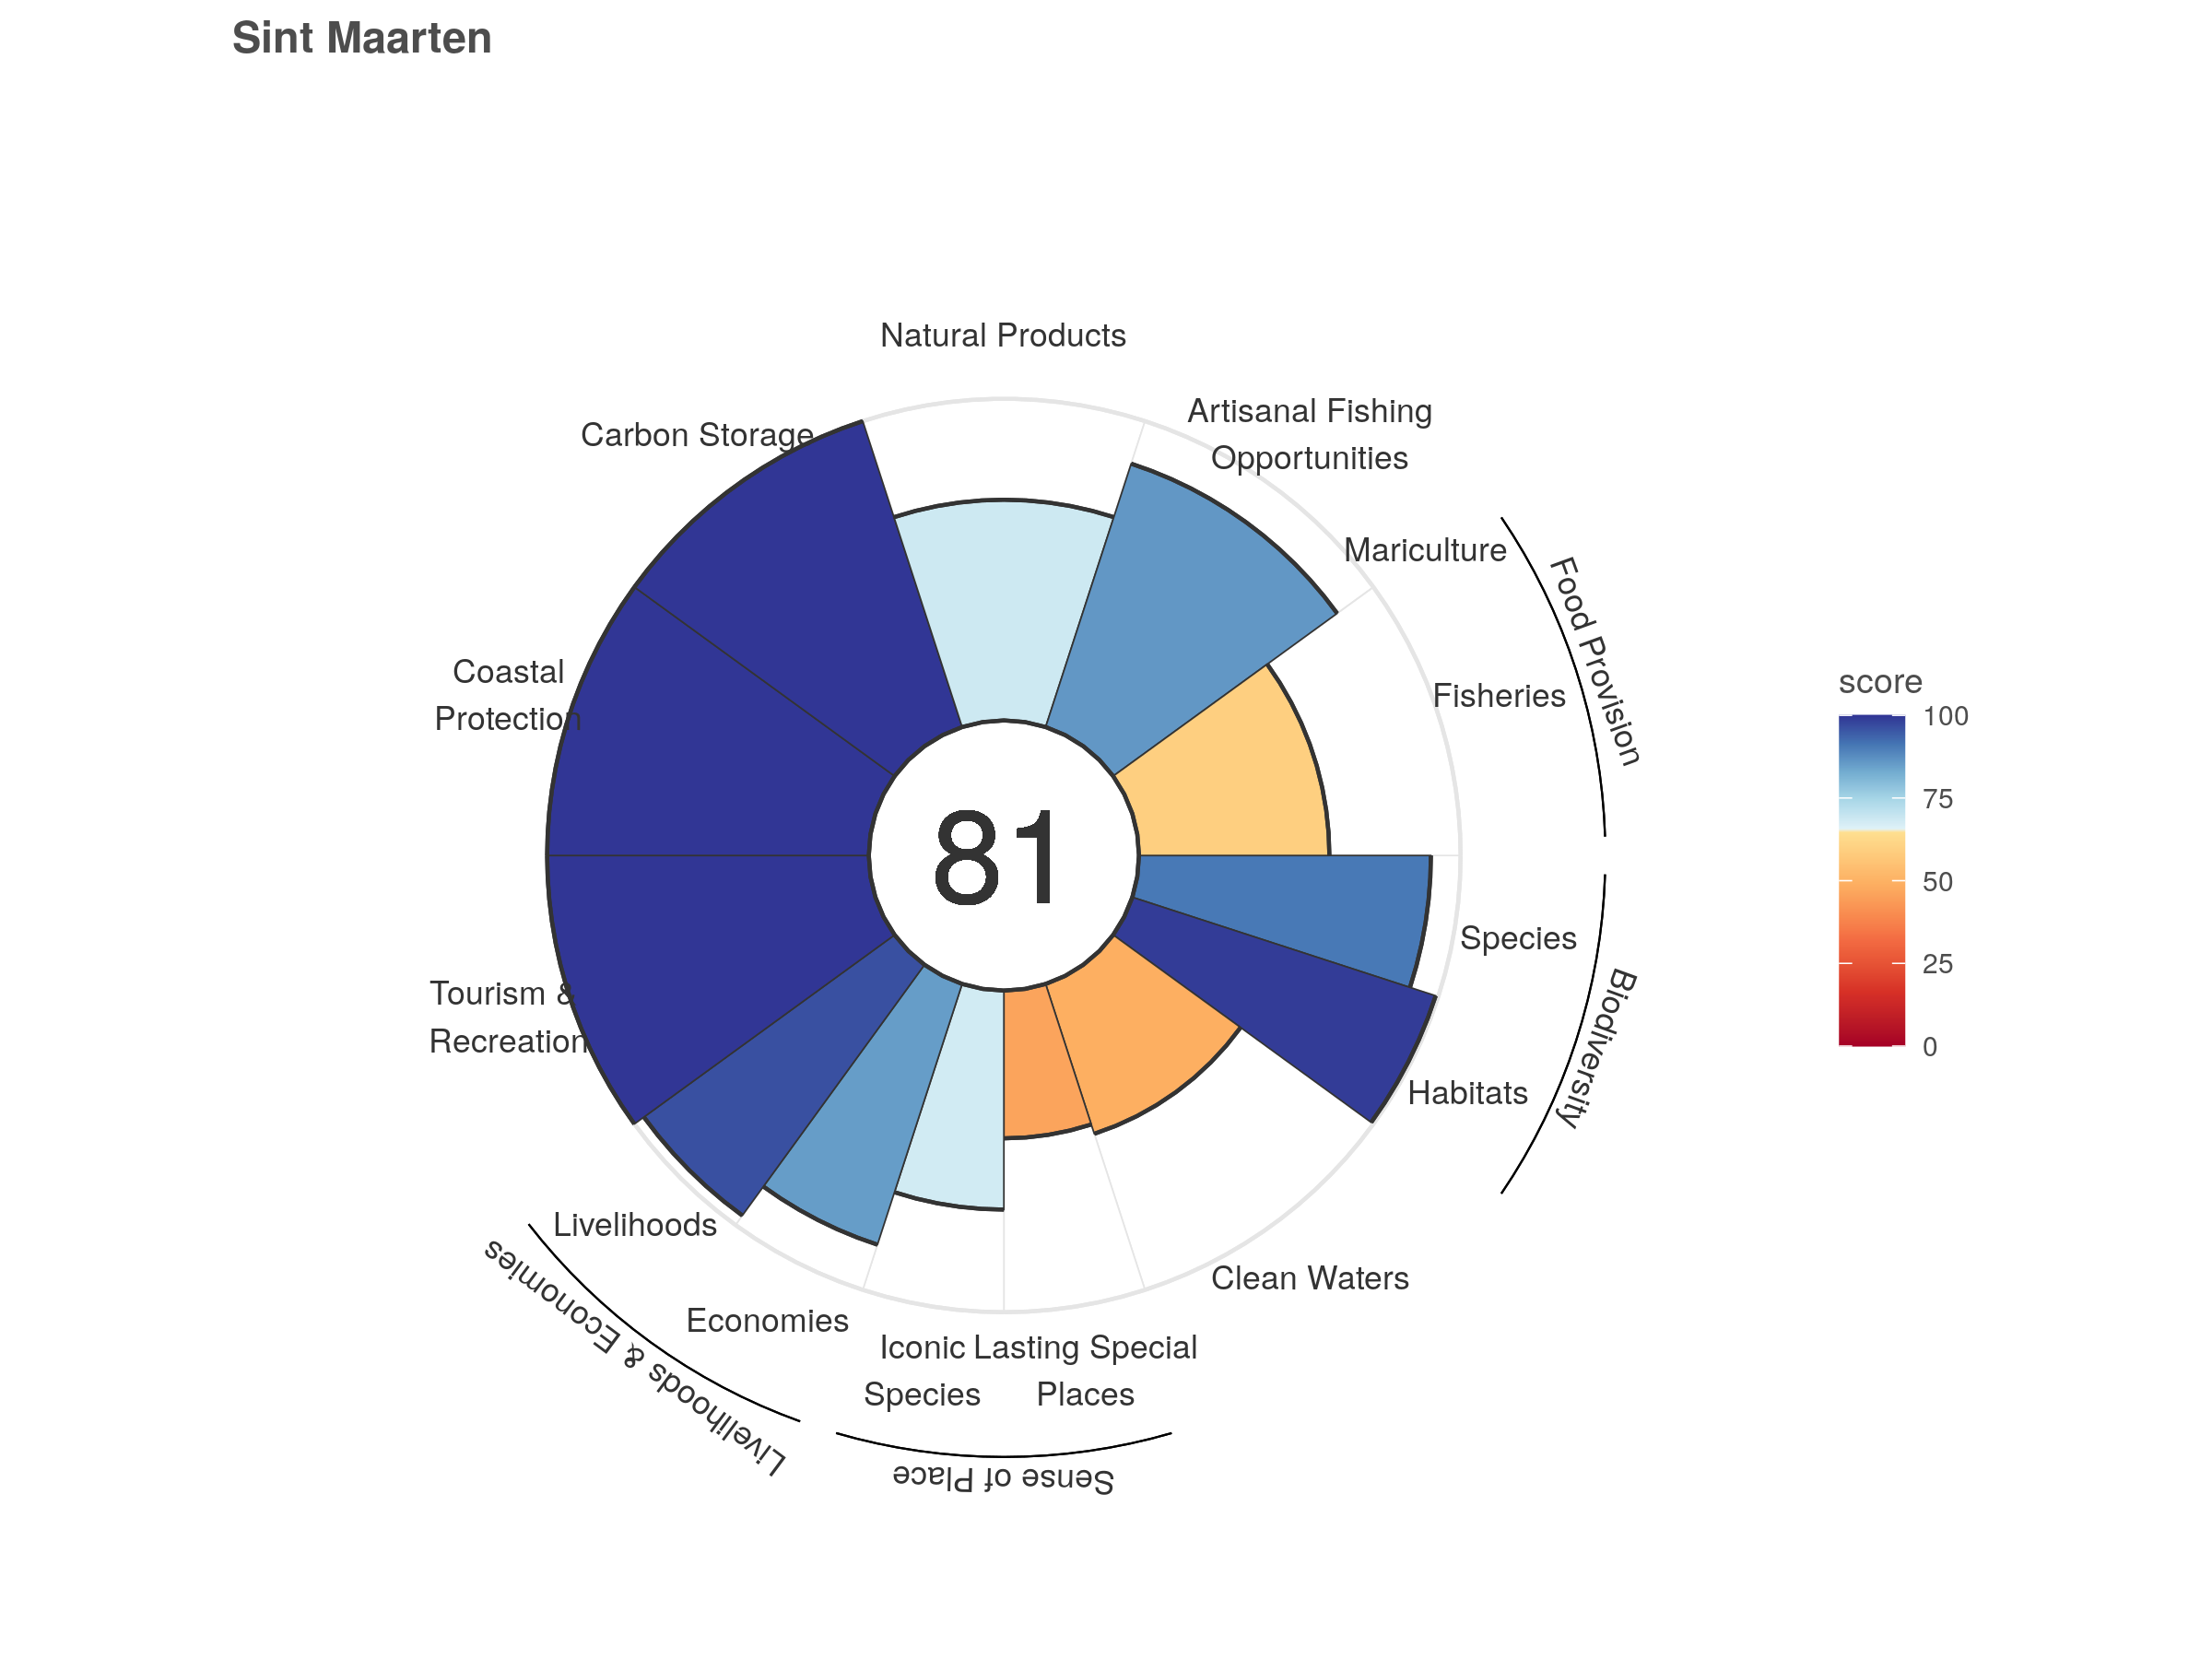 Sint Maarten
Natural Products
Artisanal Fishing
Opportunities
Carbon Storage
Mariculture
Food Provision
Fisheries
Coastal
Protection
81
score
100
75
50
25
0
Species
Biodiversity
Tourism &
Recreation
Habitats
Livelihoods
Clean Waters
Livelihoods & Economies
Economies
Iconic
Species
Lasting Special
Places
Sense of Place